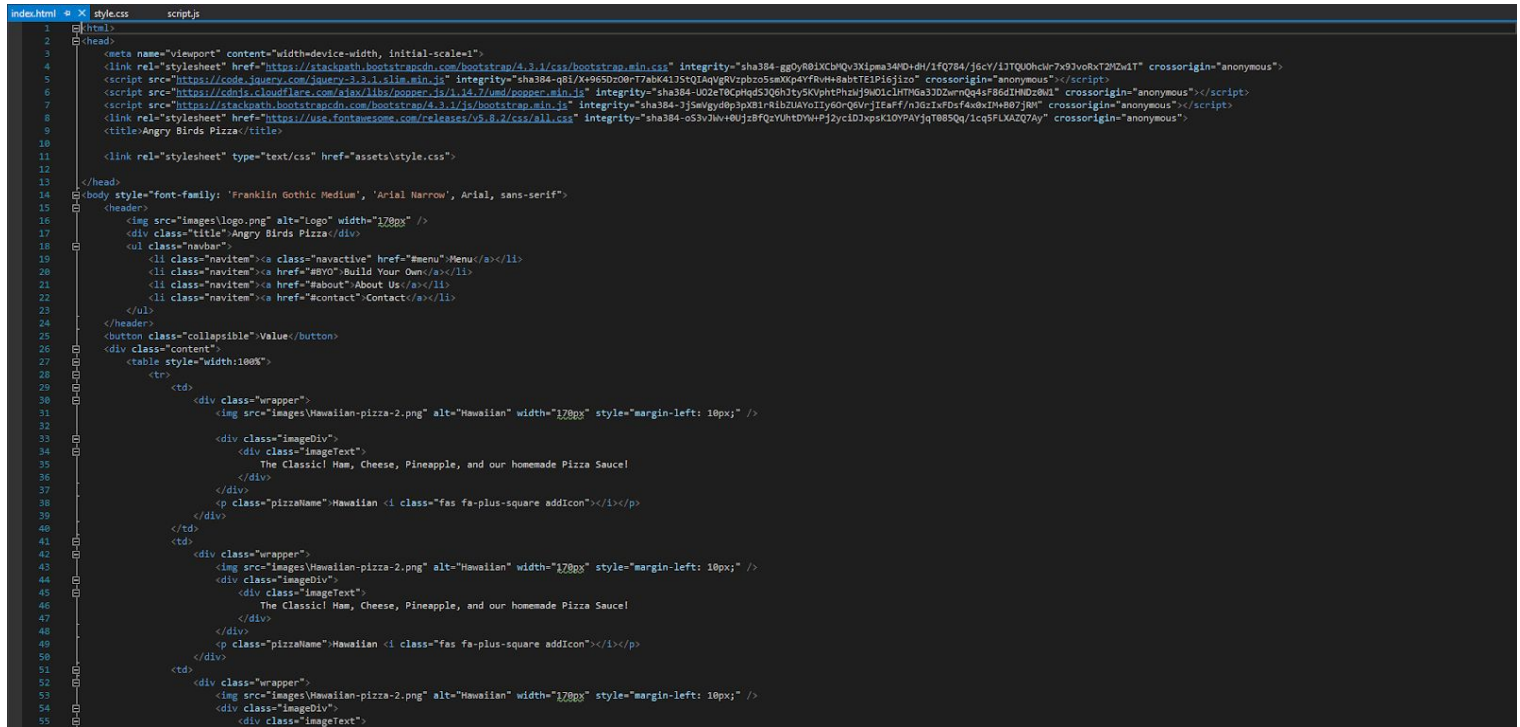 index.html style.css script.js
1 <html>
2 <head>
3 <meta name="viewport" content="width=device-width, initial-scale=1">
4 <link rel="stylesheet" href="https://stackpath.bootstrapcdn.com/bootstrap/4.3.1/css/bootstrap.min.css" integrity="sha384-ggOyR0iXCbMQv3Xipma34MD+dH/1fQ784/j6cY/iJTQUOhcWr7x9JvoRxT2MZw1T" crossorigin="anonymous">
5 <script src="https://code.jquery.com/jquery-3.3.1.slim.min.js" integrity="sha384-q8i/X+965DzO0rT7abK41JStQIAqVgRVzpbzo5smXKp4YfRvH+8abtTE1Pi6jizo" crossorigin="anonymous"></script>
6 <script src="https://cdnjs.cloudflare.com/ajax/libs/popper.js/1.14.7/umd/popper.min.js" integrity="sha384-UO2eT0CpHqdSJQ6hJty5KVphtPhzWj9WO1clHTMGa3JDZwrnQq4sF86dIHNDz0W1" crossorigin="anonymous"></script>
7 <script src="https://stackpath.bootstrapcdn.com/bootstrap/4.3.1/js/bootstrap.min.js" integrity="sha384-JjSmVgyd0p3pXB1rRibZUAYoIIy6OrQ6VrjIEaFf/nJGzIxFDsf4x0xIM+B07jRM" crossorigin="anonymous"></script>
8 <link rel="stylesheet" href="https://use.fontawesome.com/releases/v5.8.2/css/all.css" integrity="sha384-oS3vJWv+0UjzBfQzYUhtDYW+Pj2yciDJxpsK1OYPAYjqT085Qq/1cq5FLXAZQ7Ay" crossorigin="anonymous">
9 <title>Angry Birds Pizza</title>
10
11 <link rel="stylesheet" type="text/css" href="assets\style.css">
12
13 </head>
14 <body style="font-family: 'Franklin Gothic Medium', 'Arial Narrow', Arial, sans-serif">
15 <header>
16 <img src="images\logo.png" alt="Logo" width="170px" />
17 <div class="title">Angry Birds Pizza</div>
18 <ul class="navbar">
19 <li class="navitem"><a class="navactive" href="#menu">Menu</a></li>
20 <li class="navitem"><a href="#BYO">Build Your Own</a></li>
21 <li class="navitem"><a href="#about">About Us</a></li>
22 <li class="navitem"><a href="#contact">Contact</a></li>
23 </ul>
24 </header>
25 <button class="collapsible">Value</button>
26 <div class="content">
27 <table style="width:100%">
28 <tr>
29 <td>
30 <div class="wrapper">
31 <img src="images\Hawaiian-pizza-2.png" alt="Hawaiian" width="170px" style="margin-left: 10px;" />
32
33 <div class="imageDiv">
34 <div class="imageText">
35 The Classic! Ham, Cheese, Pineapple, and our homemade Pizza Sauce!
36 </div>
37 </div>
38 <p class="pizzaName">Hawaiian <i class="fas fa-plus-square addIcon"></i></p>
39 </div>
40 </td>
41 <td>
42 <div class="wrapper">
43 <img src="images\Hawaiian-pizza-2.png" alt="Hawaiian" width="170px" style="margin-left: 10px;" />
44 <div class="imageDiv">
45 <div class="imageText">
46 The Classic! Ham, Cheese, Pineapple, and our homemade Pizza Sauce!
47 </div>
48 </div>
49 <p class="pizzaName">Hawaiian <i class="fas fa-plus-square addIcon"></i></p>
50 </div>
51 <td>
52 <div class="wrapper">
53 <img src="images\Hawaiian-pizza-2.png" alt="Hawaiian" width="170px" style="margin-left: 10px;" />
54 <div class="imageDiv">
55 <div class="imageText">